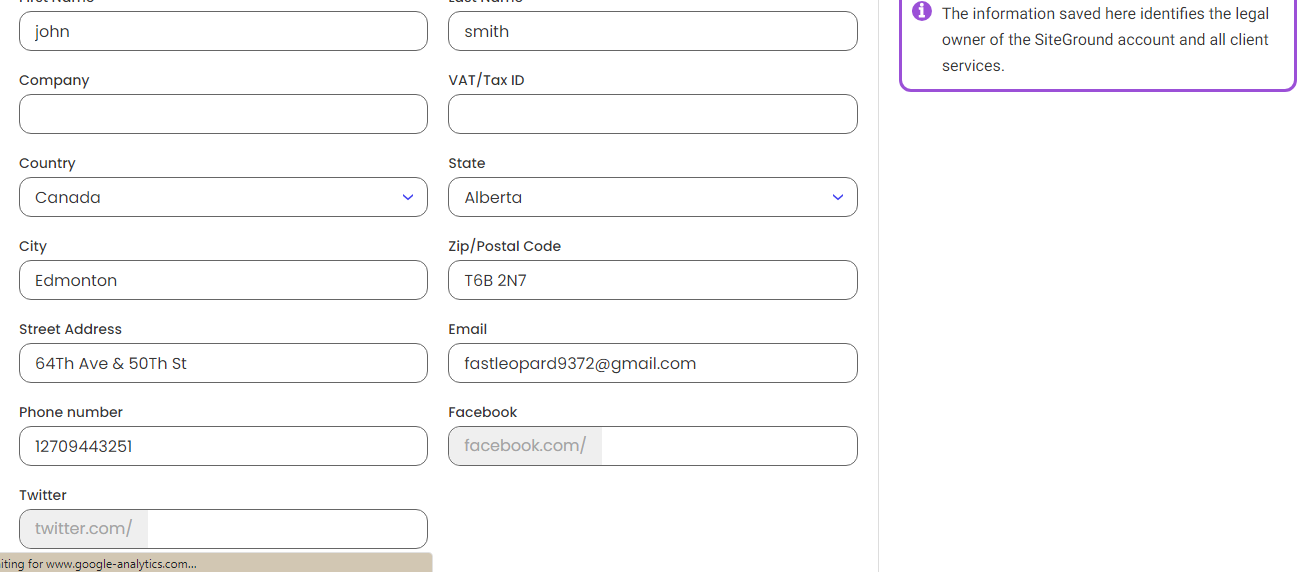 First Name
Last Name
john
smith
Company
VAT/Tax ID
Country
State
Canada
Alberta
City
Zip/Postal Code
Edmonton
T6B 2N7
Street Address
Email
64Th Ave & 50Th St
fastleopard9372@gmail.com
Phone number
Facebook
12709443251
facebook.com/
Twitter
twitter.com/
iting for www.google-analytics.com...
The information saved here identifies the legal
owner of the SiteGround account and all client
services.